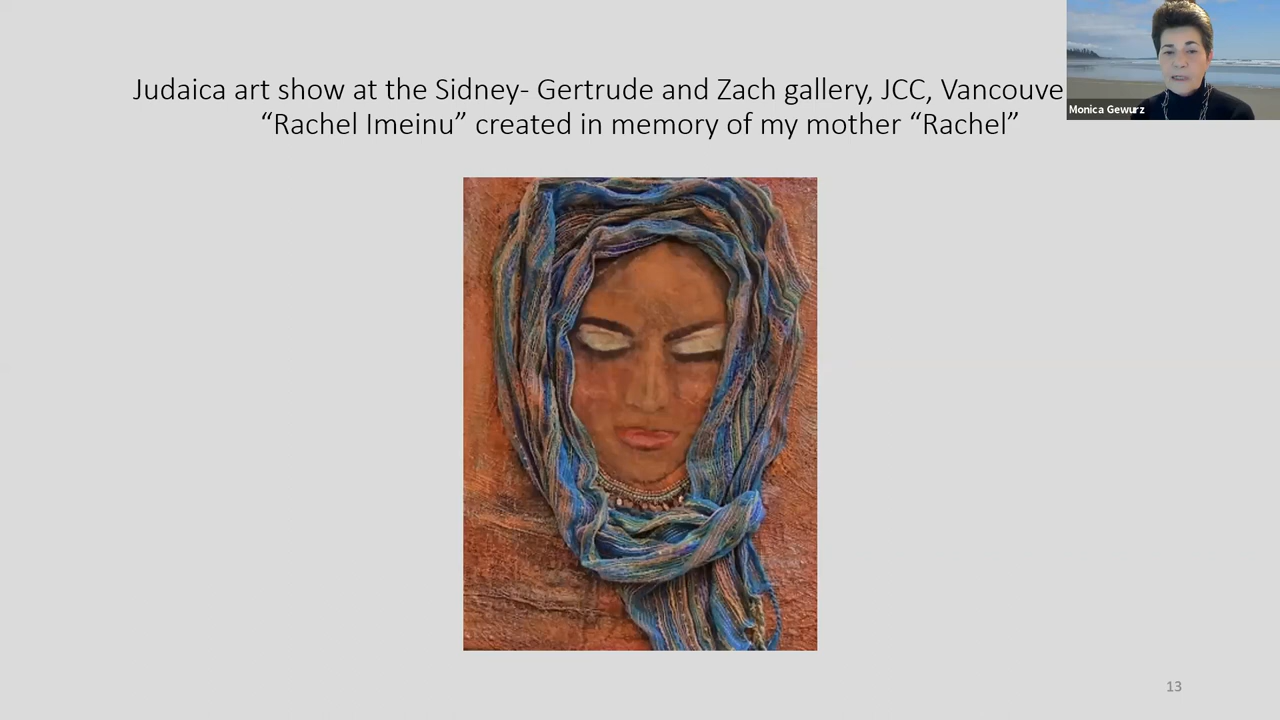 Judaica art show at the Sidney- Gertrude and Zach gallery, JCC, Vancouve
“Rachel Imeinu” created in memory of my mother “Rachel”
Monica Gewurz
13